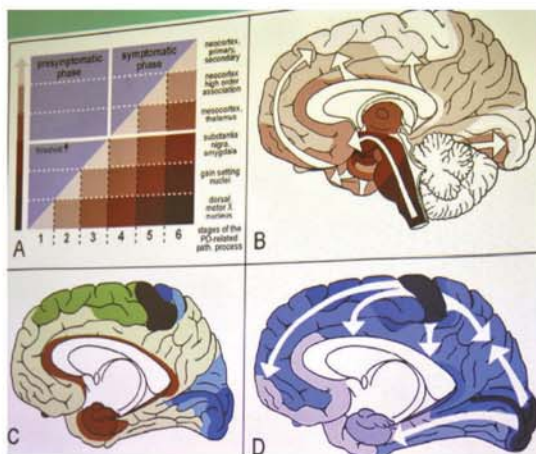 presymptomatic
phase
symptomatic
phase
neocortex,
primary,
secondary
neocortex
high order
association
mesocortex,
thalamus
substantia
nigra,
amygdala
gain setting
nuclei
dorsal
motor X
nucleus
A
1 2 3 4 5 6
stages of the
PD-related
path. process
B
C
D